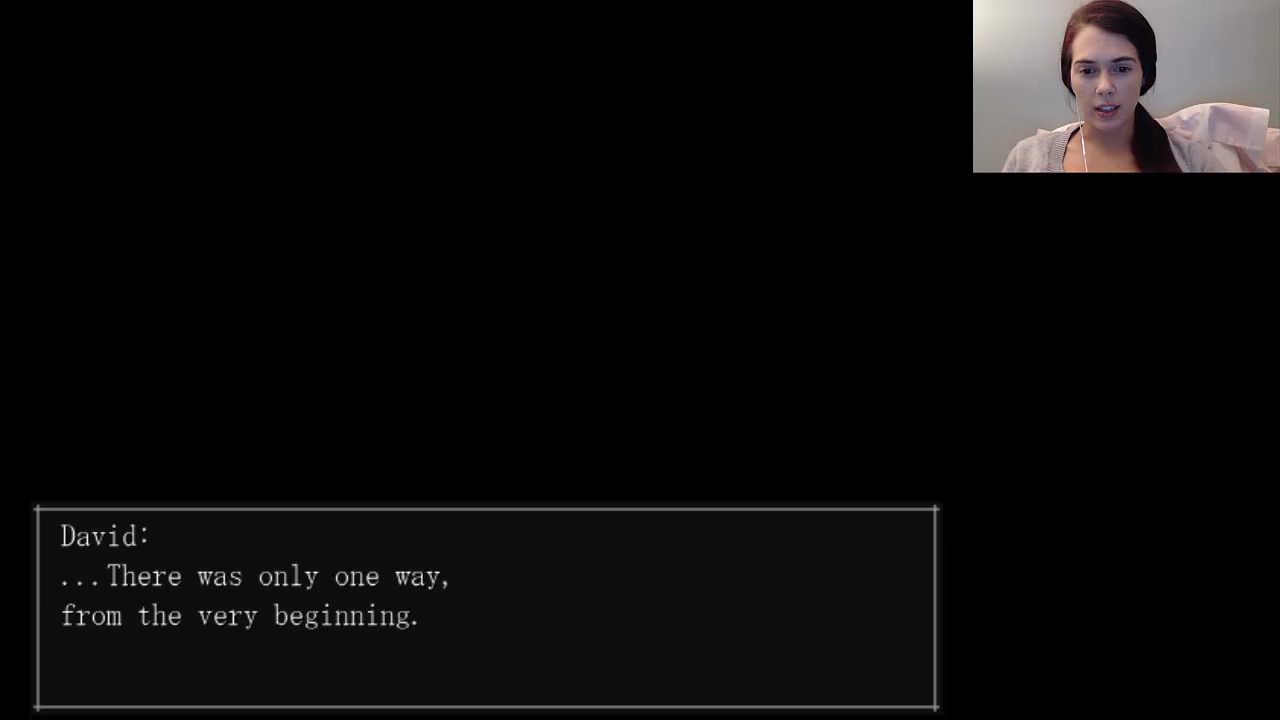 David:
...There was only one way,
from the very beginning.